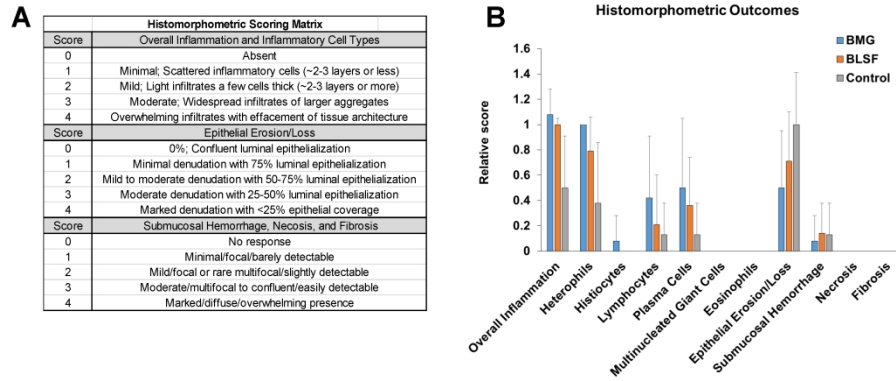 A
Histomorphometric Scoring Matrix
Score Overall Inflammation and Inflammatory Cell Types
0 Absent
1 Minimal; Scattered inflammatory cells (~2-3 layers or less)
2 Mild; Light infiltrates a few cells thick (~2-3 layers or more)
3 Moderate; Widespread infiltrates of larger aggregates
4 Overwhelming infiltrates with effacement of tissue architecture
Score Epithelial Erosion/Loss
0 0%; Confluent luminal epithelialization
1 Minimal denudation with 75% luminal epithelialization
2 Mild to moderate denudation with 50-75% luminal epithelialization
3 Moderate denudation with 25-50% luminal epithelialization
4 Marked denudation with <25% epithelial coverage
Score Submucosal Hemorrhage, Necosis, and Fibrosis
0 No response
1 Minimal/focal/barely detectable
2 Mild/focal or rare multifocal/slightly detectable
3 Moderate/multifocal to confluent/easily detectable
4 Marked/diffuse/overwhelming presence
B
Histomorphometric Outcomes
BMG
BLSF
Control
Relative score
1.6
1.4
1.2
1
0.8
0.6
0.4
0.2
0
Overall Inflammation
Heterophils
Histiocytes
Lymphocytes
Plasma Cells
Multinucleated Giant Cells
Eosinophils
Epithelial Erosion/Loss
Submucosal Hemorrhage
Necrosis
Fibrosis